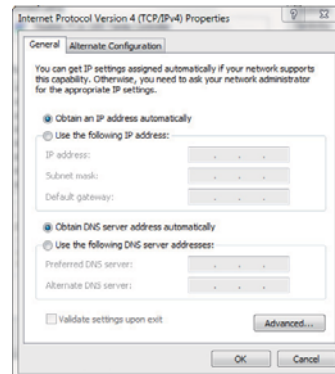 Internet Protocol Version 4 (TCP/IPv4) Properties
General Alternate Configuration
You can get IP settings assigned automatically if your network supports
this capability. Otherwise, you need to ask your network administrator
for the appropriate IP settings.
Obtain an IP address automatically
Use the following IP address:
IP address:
Subnet mask:
Default gateway:
Obtain DNS server address automatically
Use the following DNS server addresses:
Preferred DNS server:
Alternate DNS server:
Validate settings upon exit
Advanced...
OK Cancel